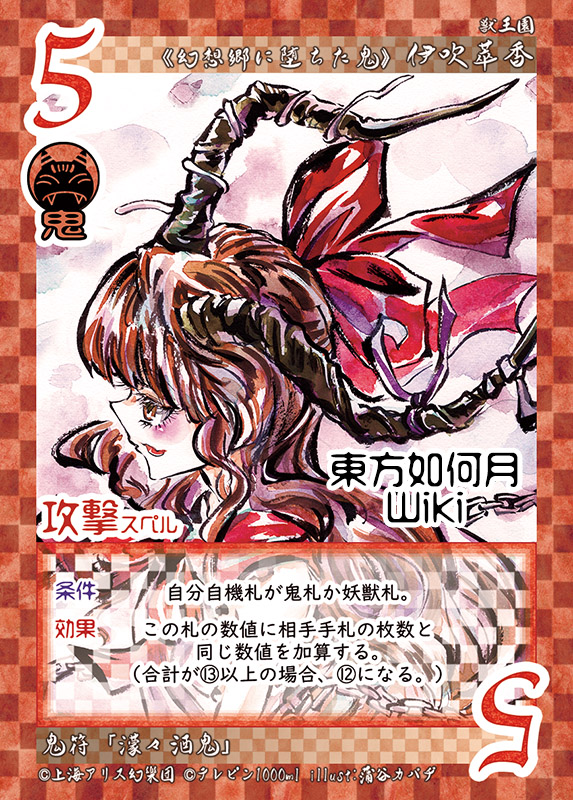 獣王園
5
《幻想郷に堕ちた鬼》 伊吹萃香
鬼
東方如何月
Wiki
攻撃スペル
条件 自分自機札が鬼札か妖獣札。
効果 この札の数値に相手手札の枚数と
同じ数値を加算する。
(合計が⑬以上の場合、⑫になる。)
5
鬼符「濛々酒鬼」
©上海アリス幻樂団 ©テレピン1000ml illust:蒲谷カバヂ